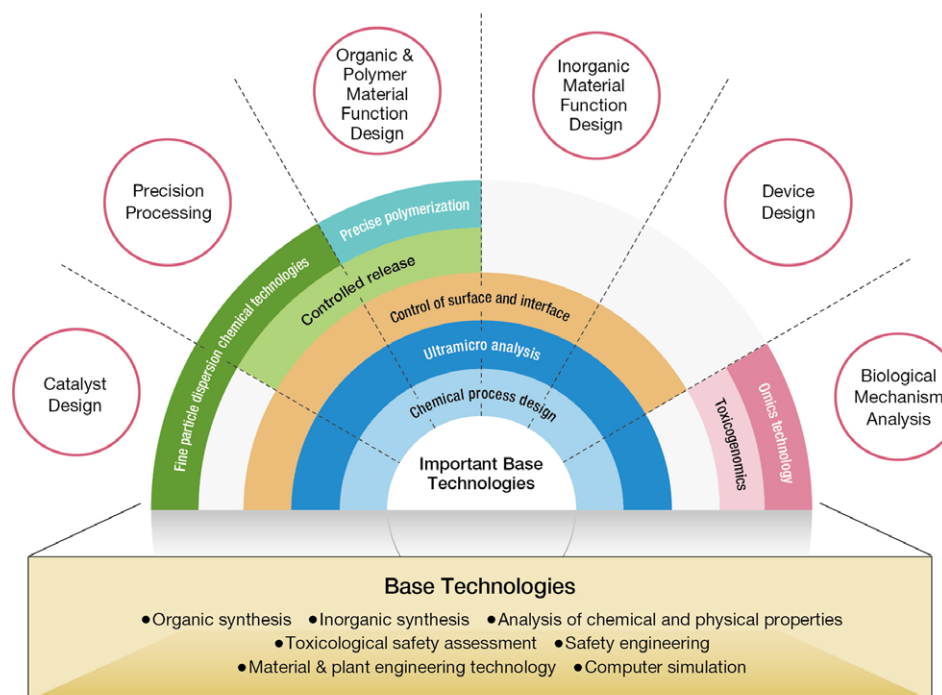 Organic &
Polymer
Material
Function
Design
Inorganic
Material
Function
Design
Precision
Processing
Device
Design
Catalyst
Design
Biological
Mechanism
Analysis
Fine particle dispersion chemical technologies
Precise polymerization
Controlled release
Control of surface and interface
Ultramicro analysis
Chemical process design
Toxicogenomics
Omics technology
Important Base
Technologies
Base Technologies
●Organic synthesis ●Inorganic synthesis ●Analysis of chemical and physical properties
●Toxicological safety assessment ●Safety engineering
●Material & plant engineering technology ●Computer simulation